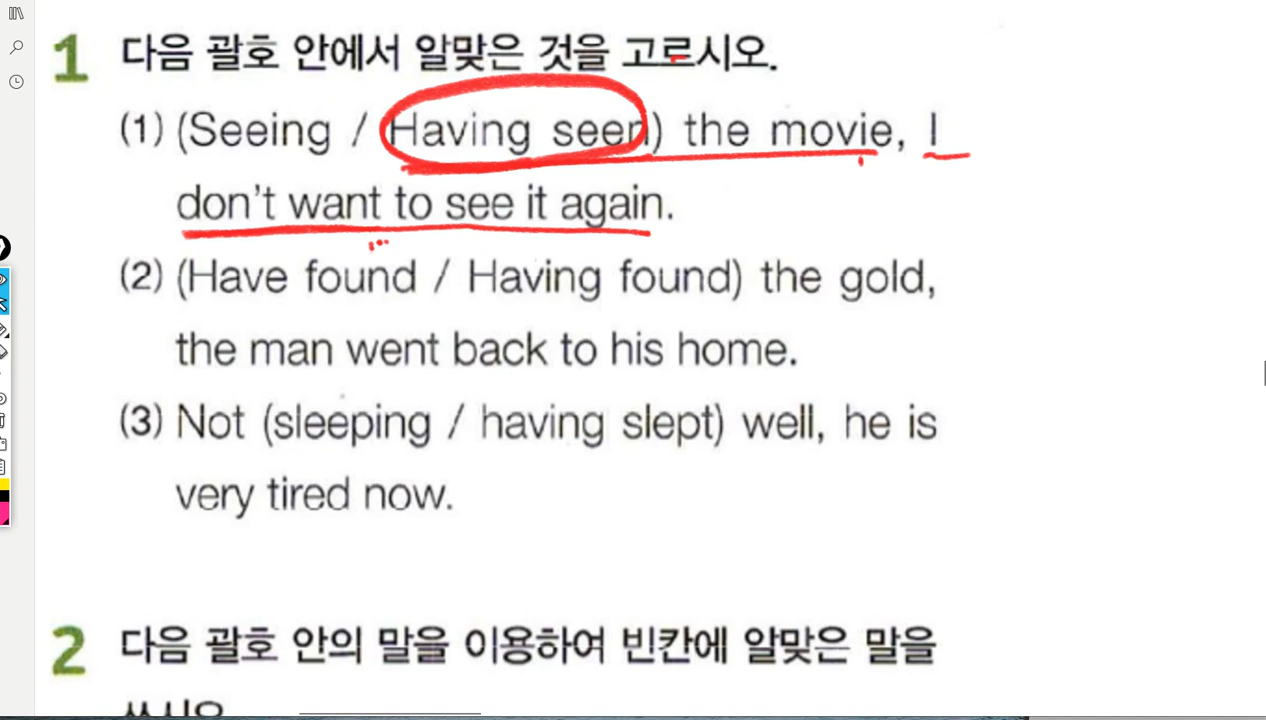 1 다음 괄호 안에서 알맞은 것을 고르시오.
(1) (Seeing / Having seen) the movie, I
don't want to see it again.
(2) (Have found / Having found) the gold,
the man went back to his home.
(3) Not (sleeping / having slept) well, he is
very tired now.
2 다음 괄호 안의 말을 이용하여 빈칸에 알맞은 말을